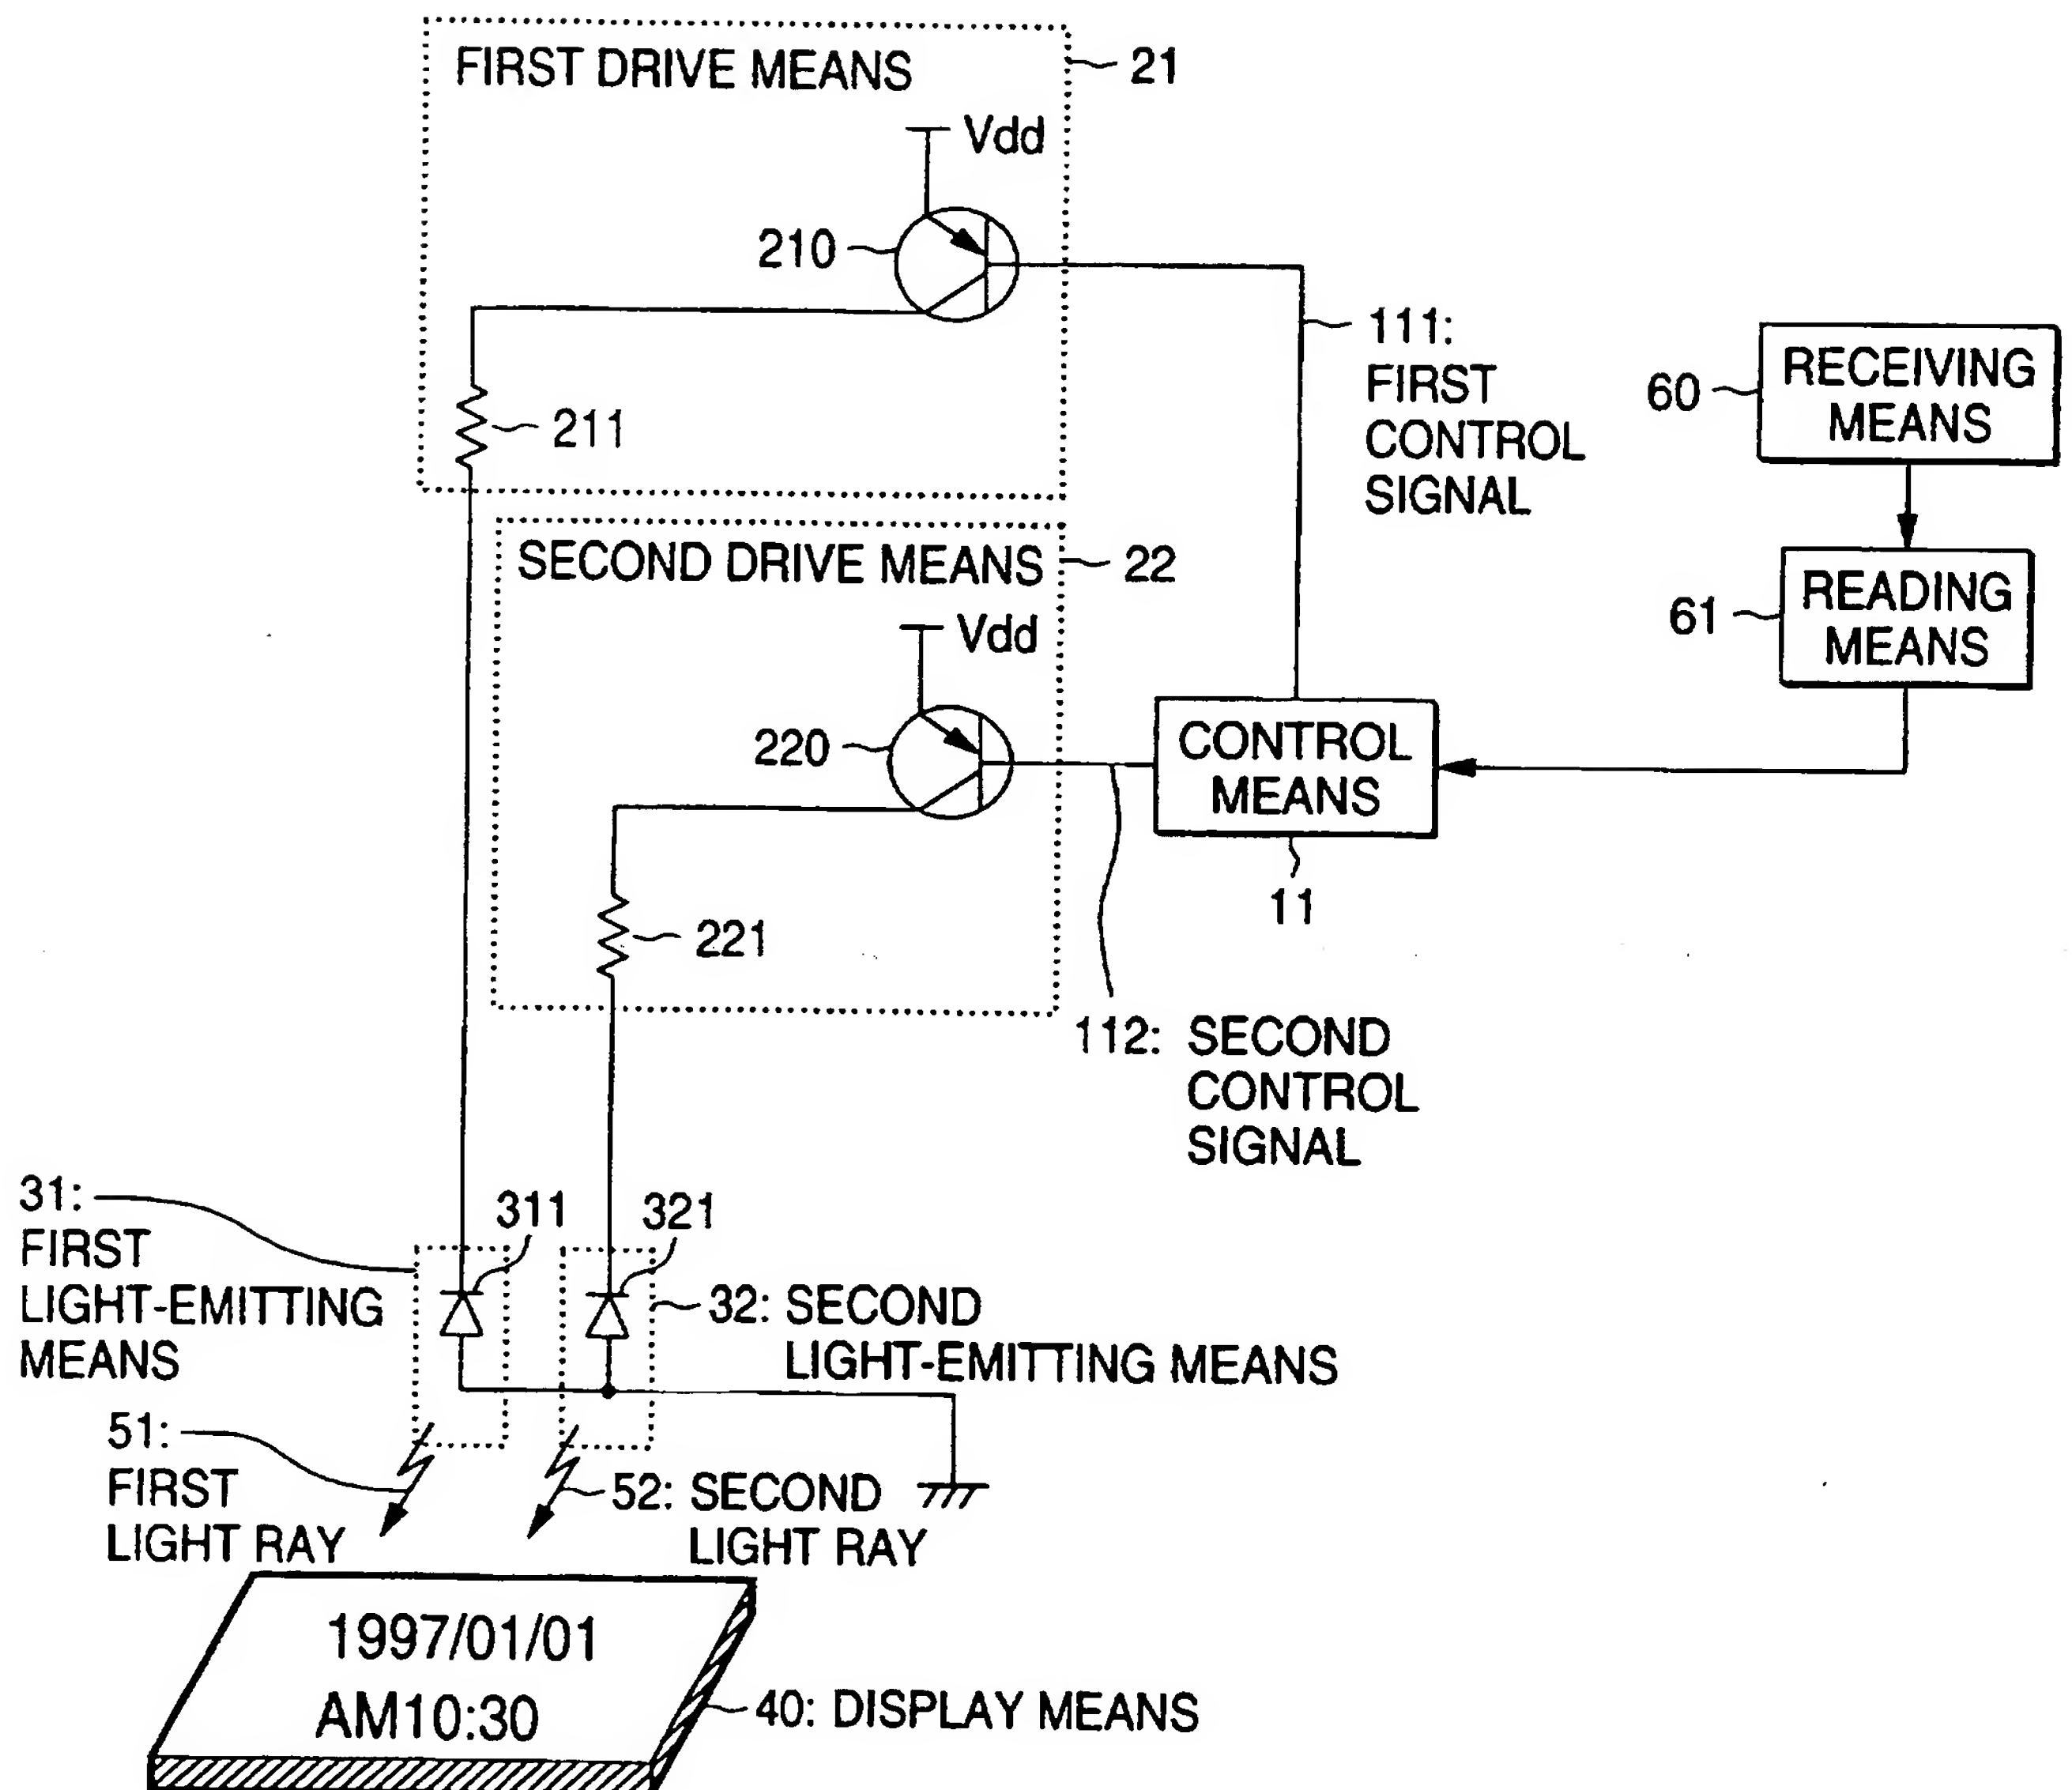 FIRST DRIVE MEANS
21
Vdd
210
211
111:
FIRST
CONTROL
SIGNAL
60
RECEIVING
MEANS
61
READING
MEANS
SECOND DRIVE MEANS
22
Vdd
220
221
CONTROL
MEANS
11
112: SECOND
CONTROL
SIGNAL
31:
FIRST
LIGHT-EMITTING
MEANS
311
321
32: SECOND
LIGHT-EMITTING MEANS
51:
FIRST
LIGHT RAY
52: SECOND
LIGHT RAY
1997/01/01
AM10:30
40: DISPLAY MEANS